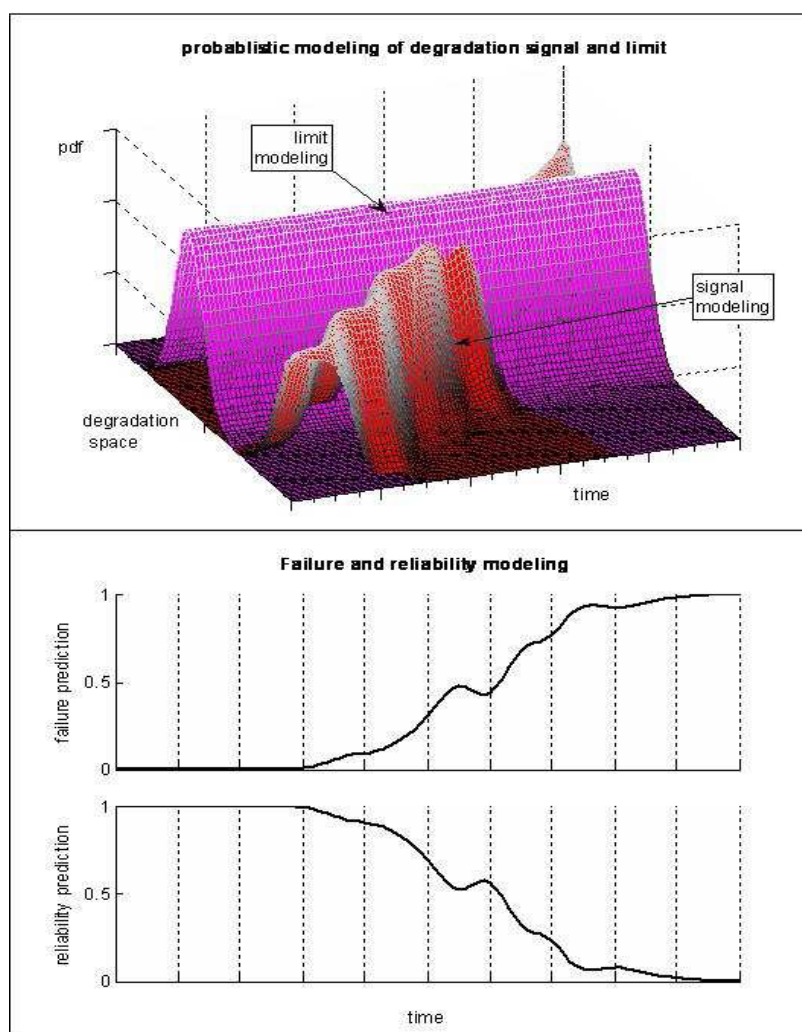 probablistic modeling of degradation signal and limit
pdf
limit
modeling
signal
modeling
degradation
space
time
Failure and reliability modeling
1
0.5
0
failure prediction
1
0.5
0
reliability prediction
time